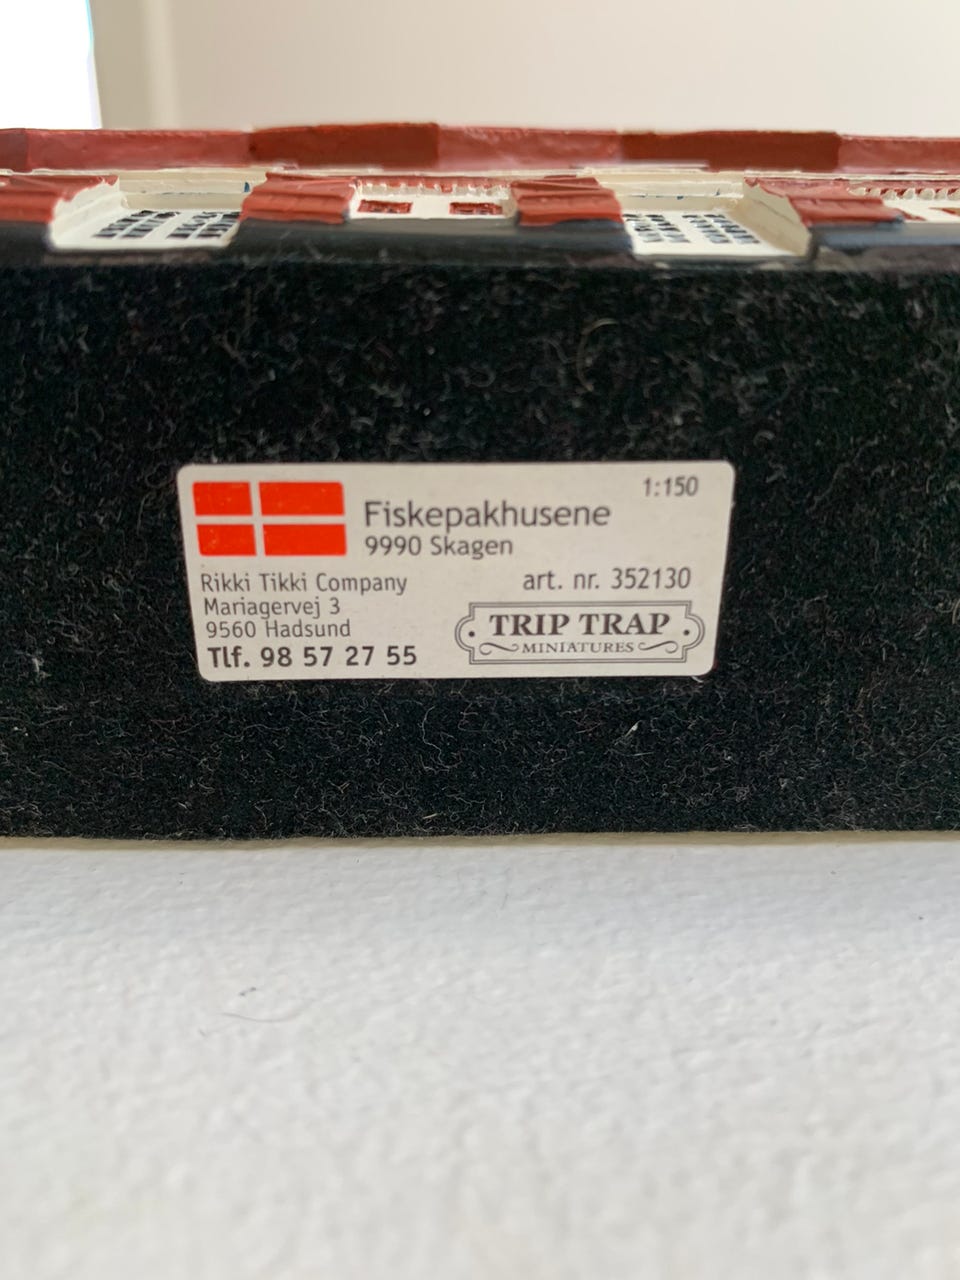 1:150
Fiskepakhusene
9990 Skagen
Rikki Tikki Company
Mariagervej 3
9560 Hadsund
Tlf. 98 57 27 55
art. nr. 352130
TRIP TRAP
MINIATURES